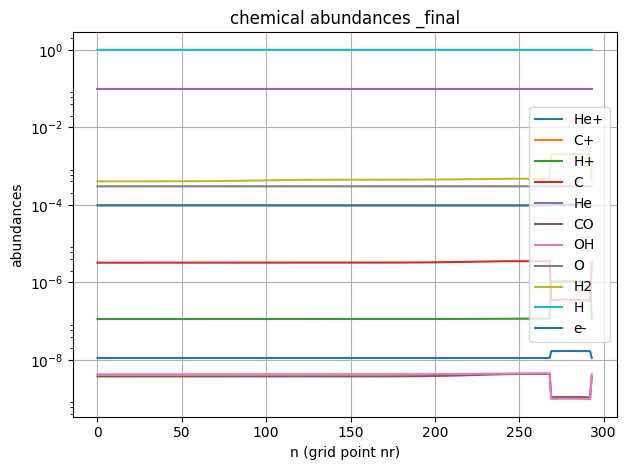 chemical abundances _final
abundances
10^0
10^-2
10^-4
10^-6
10^-8
He+
C+
H+
C
He
CO
OH
O
H2
H
e-
0 50 100 150 200 250 300
n (grid point nr)